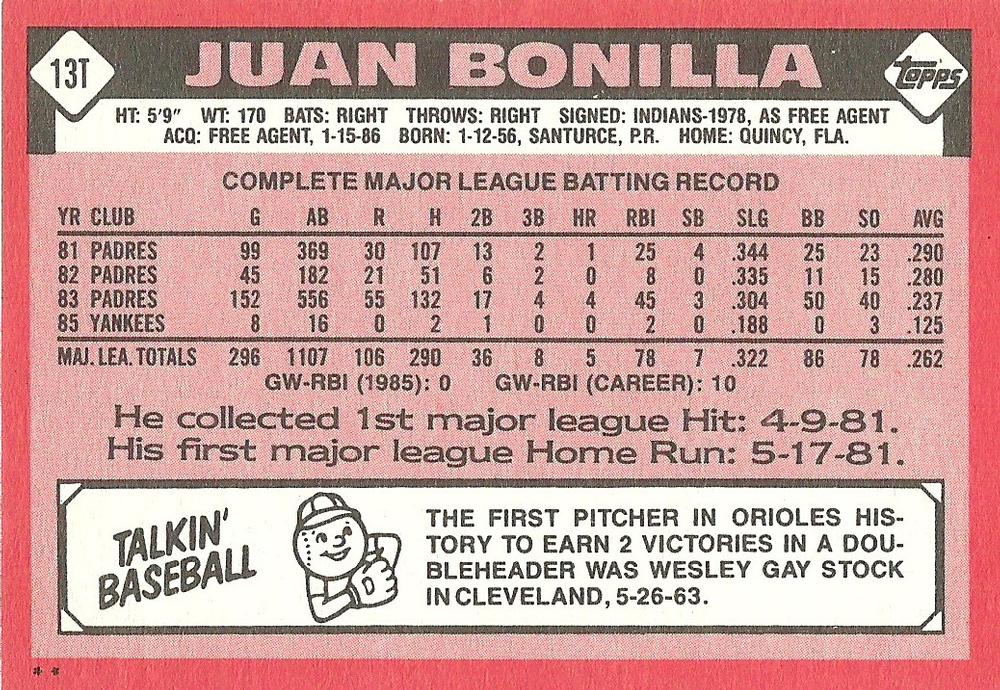 13T
JUAN BONILLA
topps
HT: 5'9" WT: 170 BATS: RIGHT THROWS: RIGHT SIGNED: INDIANS-1978, AS FREE AGENT
ACQ: FREE AGENT, 1-15-86 BORN: 1-12-56, SANTURCE, P.R. HOME: QUINCY, FLA.
COMPLETE MAJOR LEAGUE BATTING RECORD
YR CLUB G AB R H 2B 3B HR RBI SB SLG BB SO AVG
81 PADRES 99 369 30 107 13 2 1 25 4 .344 25 23 .290
82 PADRES 45 182 21 51 6 2 0 8 0 .335 11 15 .280
83 PADRES 152 556 55 132 17 4 4 45 3 .304 50 40 .237
85 YANKEES 8 16 0 2 1 0 0 2 0 .188 0 3 .125
MAJ. LEA. TOTALS 296 1107 106 290 36 8 5 78 7 .322 86 78 .262
GW-RBI (1985): 0 GW-RBI (CAREER): 10
He collected 1st major league Hit: 4-9-81.
His first major league Home Run: 5-17-81.
TALKIN'
BASEBALL
THE FIRST PITCHER IN ORIOLES HIS-
TORY TO EARN 2 VICTORIES IN A DOU-
BLEHEADER WAS WESLEY GAY STOCK
IN CLEVELAND, 5-26-63.
* *